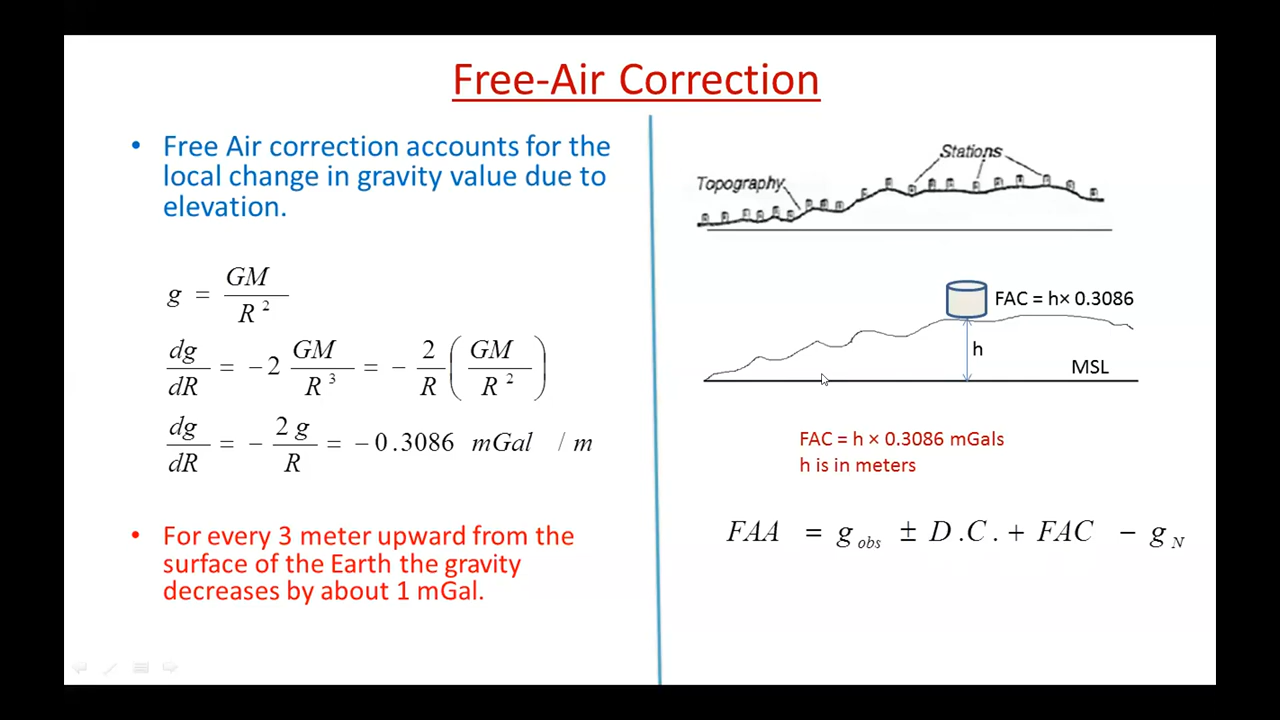 Free-Air Correction
• Free Air correction accounts for the
local change in gravity value due to
elevation.
g = GM / R²
dg/dR = −2 GM/R³ = − 2/R (GM/R²)
dg/dR = − 2g/R = −0.3086 mGal / m
• For every 3 meter upward from the
surface of the Earth the gravity
decreases by about 1 mGal.
Stations
Topography
FAC = h× 0.3086
h
MSL
FAC = h × 0.3086 mGals
h is in meters
FAA = g obs ± D.C. + FAC − g N